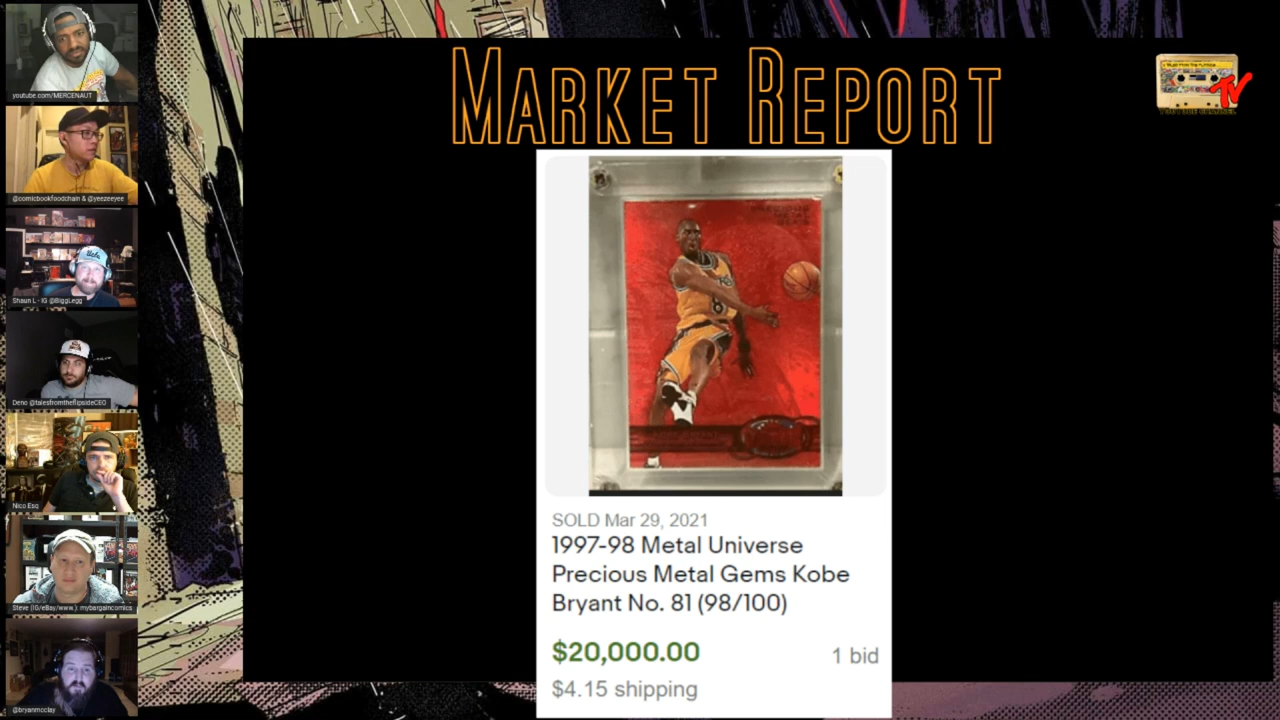 MARKET REPORT
TV
youtube.com/MERCENAUT
@comicbookfoodchain & @yeezeeyee
Shaun L - IG @BiggLegg
Deno @talesfromtheflipsideCEO
Nico Esq
Steve (IG/eBay/www.): mybargaincomics
@bryanmcclay
SOLD Mar 29, 2021
1997-98 Metal Universe
Precious Metal Gems Kobe
Bryant No. 81 (98/100)
$20,000.00
1 bid
$4.15 shipping